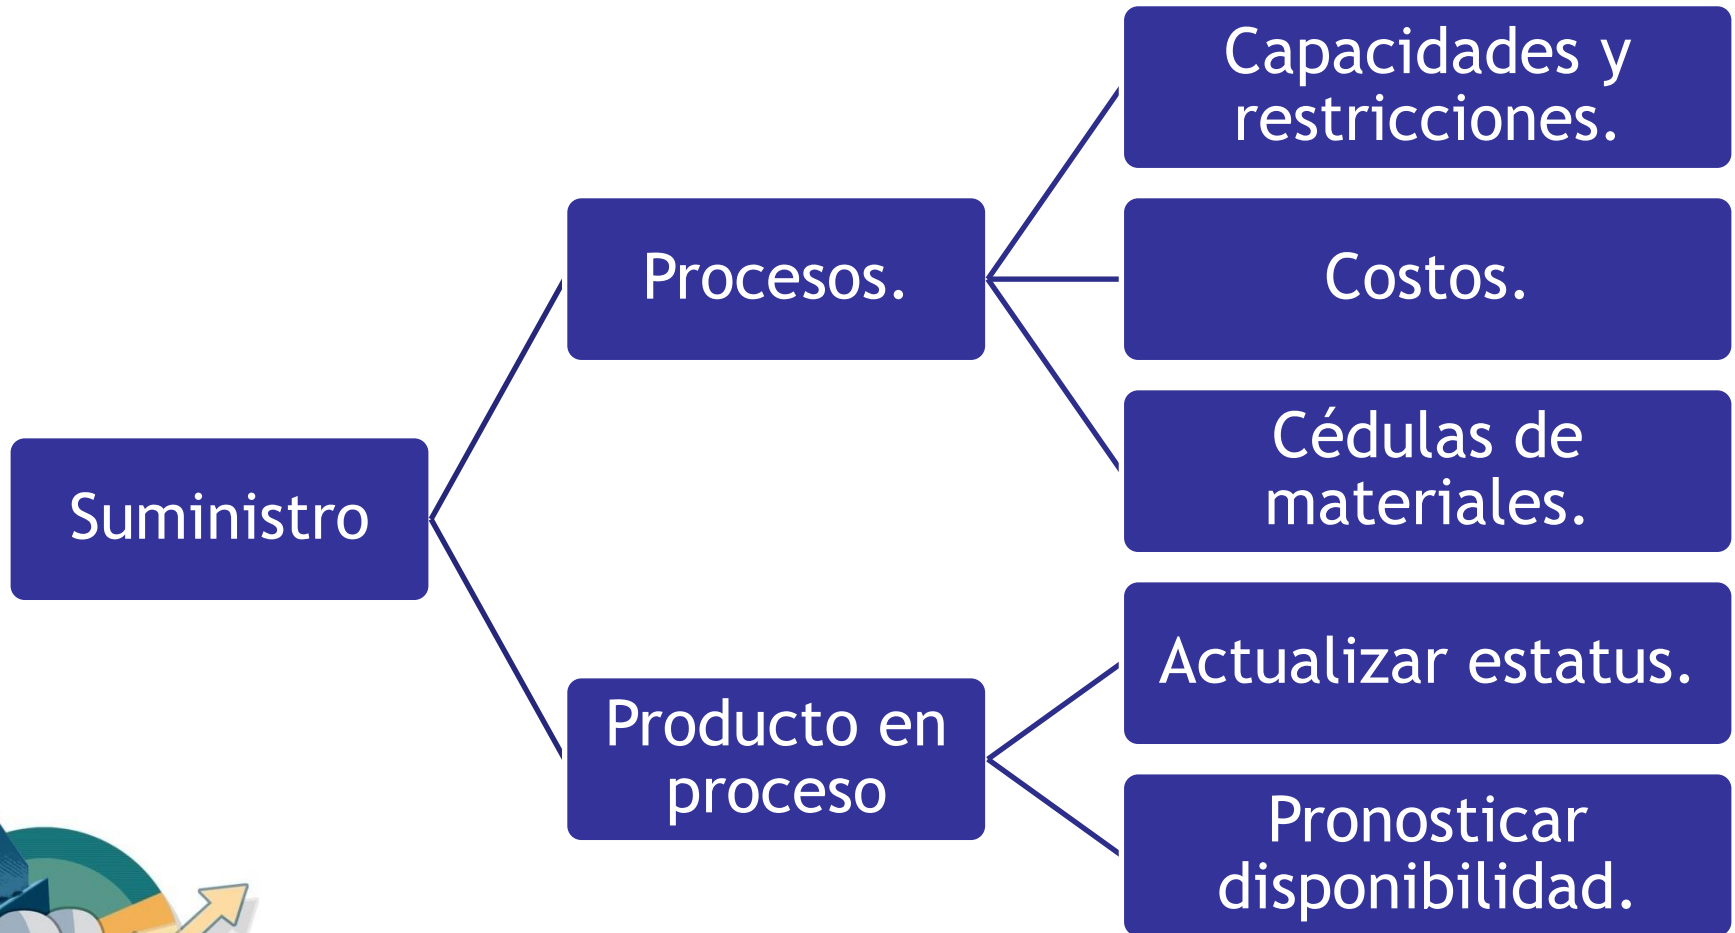 Capacidades y
restricciones.
Procesos.
Costos.
Cédulas de
materiales.
Suministro
Actualizar estatus.
Producto en
proceso
Pronosticar
disponibilidad.